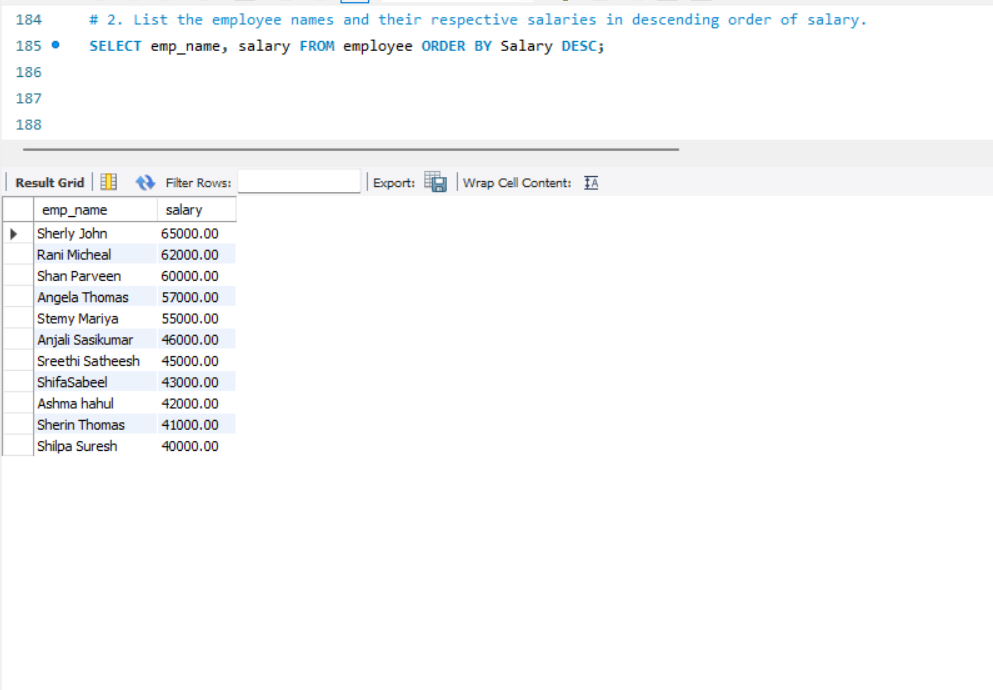 184 # 2. List the employee names and their respective salaries in descending order of salary.
185 SELECT emp_name, salary FROM employee ORDER BY Salary DESC;
186
187
188
Result Grid Filter Rows: Export: Wrap Cell Content:
emp_name salary
Sherly John 65000.00
Rani Micheal 62000.00
Shan Parveen 60000.00
Angela Thomas 57000.00
Stemy Mariya 55000.00
Anjali Sasikumar 46000.00
Sreethi Satheesh 45000.00
ShifaSabeel 43000.00
Ashma hahul 42000.00
Sherin Thomas 41000.00
Shilpa Suresh 40000.00